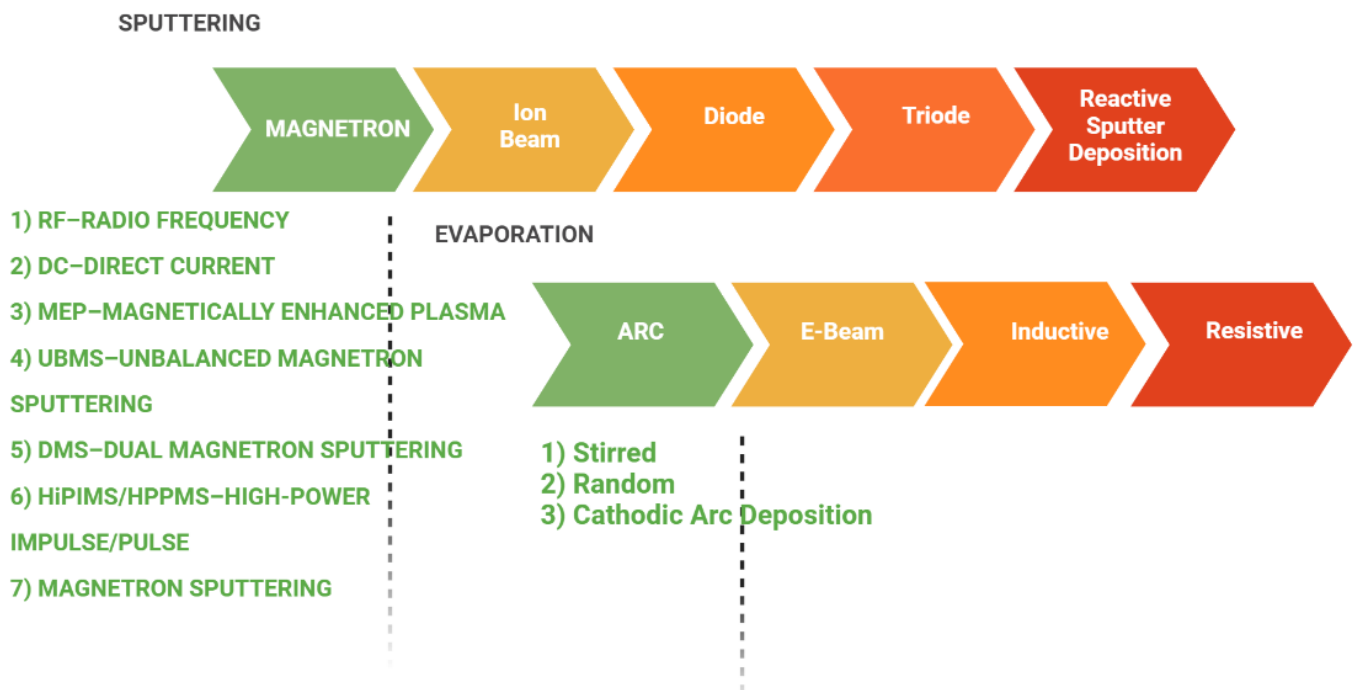 SPUTTERING
MAGNETRON
Ion
Beam
Diode
Triode
Reactive
Sputter
Deposition
1) RF–RADIO FREQUENCY
2) DC–DIRECT CURRENT
3) MEP–MAGNETICALLY ENHANCED PLASMA
4) UBMS–UNBALANCED MAGNETRON
SPUTTERING
5) DMS–DUAL MAGNETRON SPUTTERING
6) HiPIMS/HPPMS–HIGH-POWER
IMPULSE/PULSE
7) MAGNETRON SPUTTERING
EVAPORATION
ARC
E-Beam
Inductive
Resistive
1) Stirred
2) Random
3) Cathodic Arc Deposition